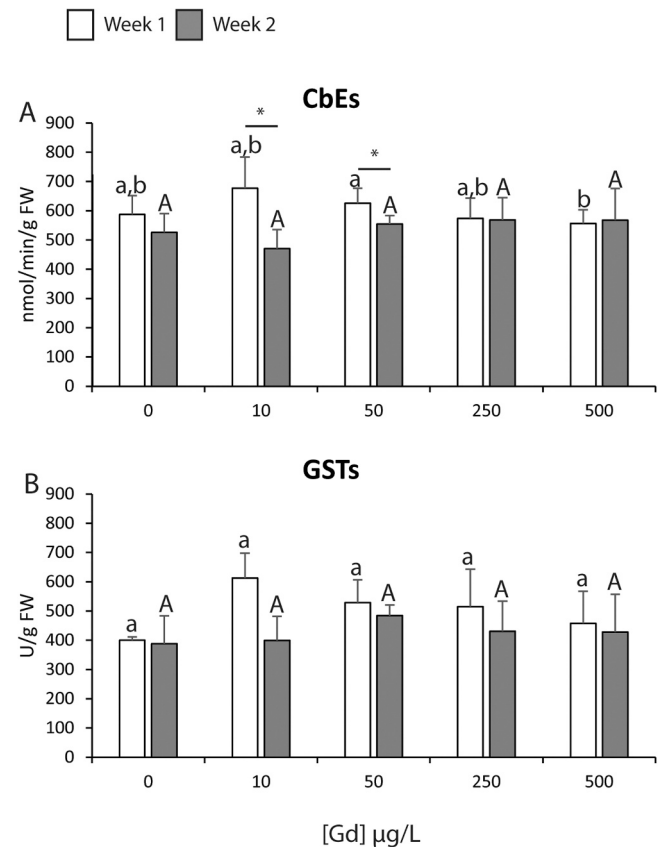 Week 1 Week 2
A
CbEs
900
800
700
600
500
400
300
200
100
0
nmol/min/g FW
a,b A
*
a,b A
*
a A
a,b A
b A
0 10 50 250 500
B
GSTs
900
800
700
600
500
400
300
200
100
0
U/g FW
a A
a A
a A
a A
a A
0 10 50 250 500
[Gd] µg/L